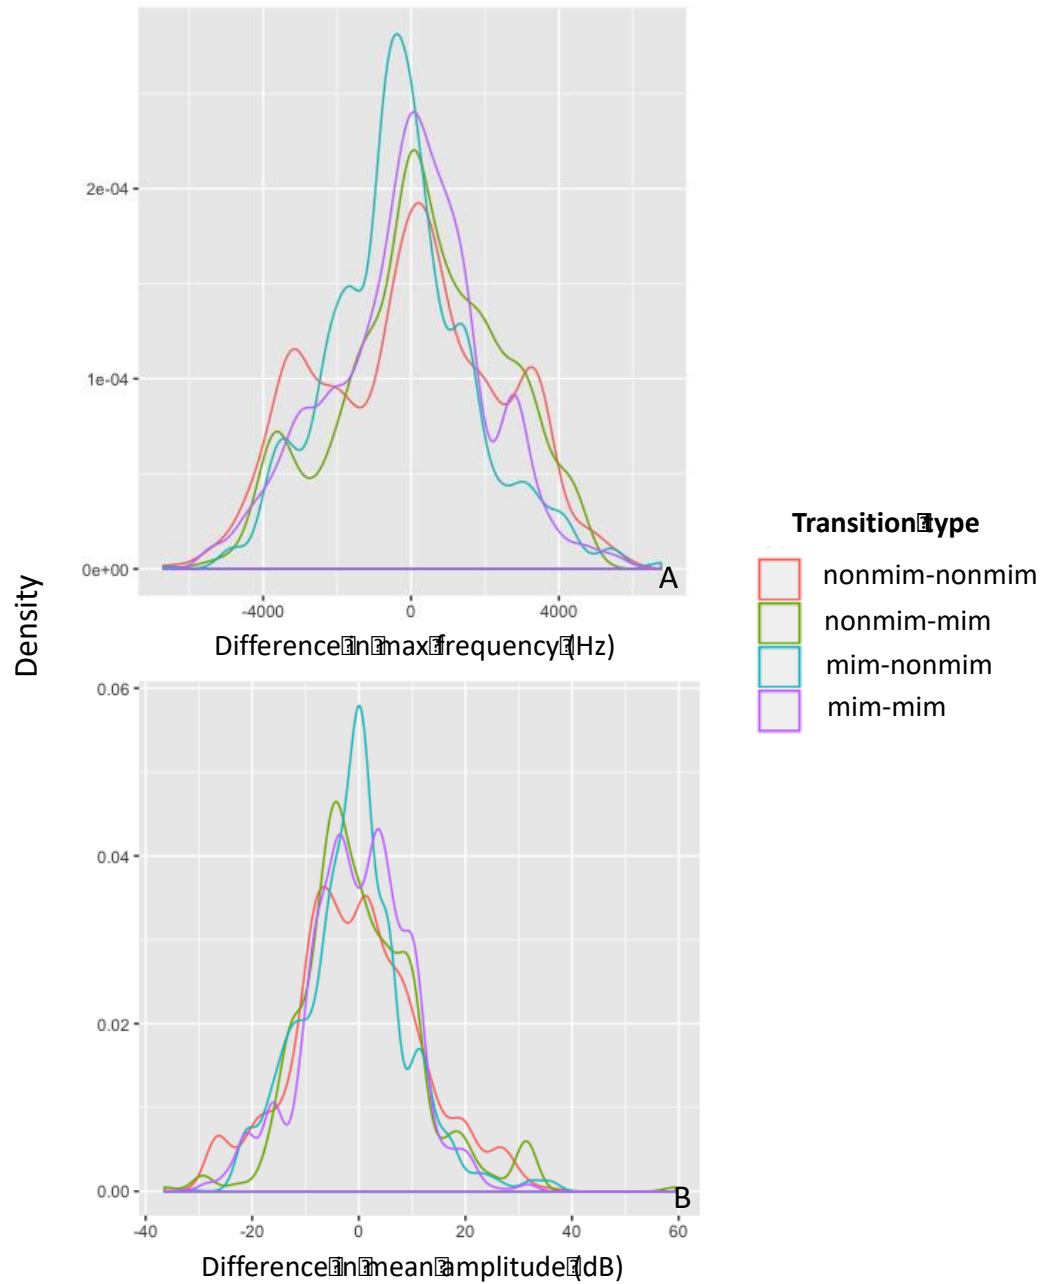 2e-04
1e-04
0e+00
A
-4000 0 4000
Difference in max frequency (Hz)
Density
Transition type
nonmim-nonmim
nonmim-mim
mim-nonmim
mim-mim
0.06
0.04
0.02
0.00
B
-40 -20 0 20 40 60
Difference in mean amplitude (dB)